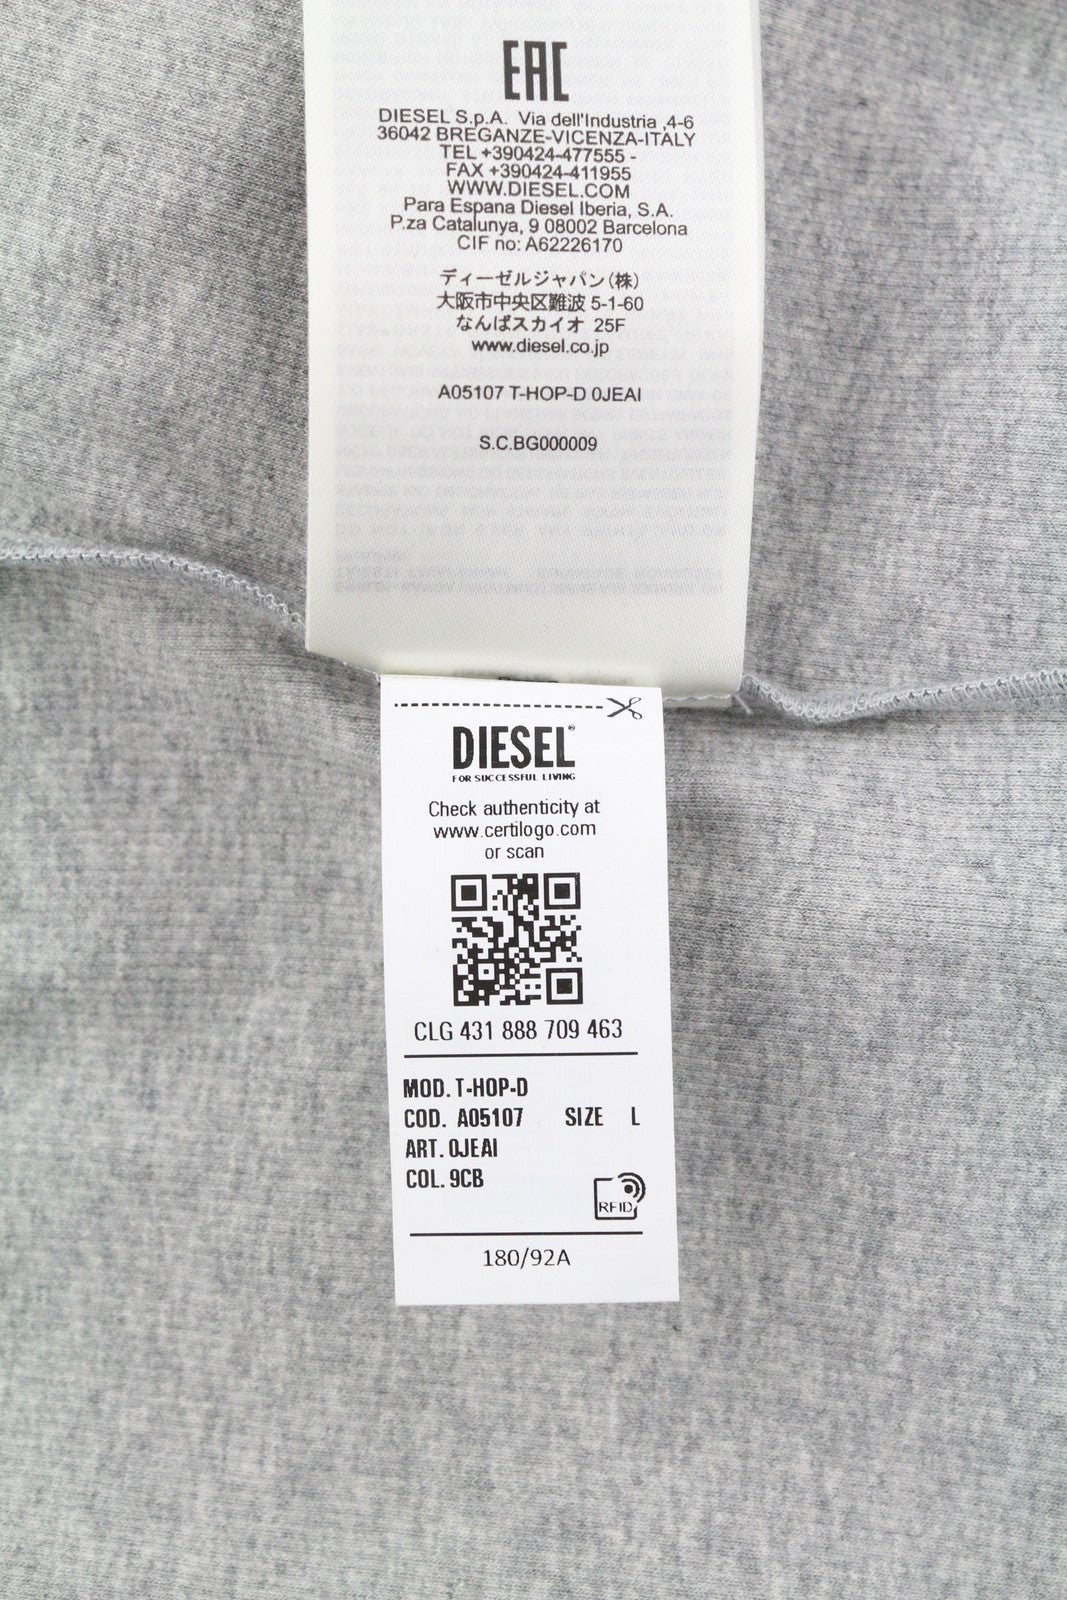 EAC
DIESEL S.p.A. Via dell'Industria ,4-6
36042 BREGANZE-VICENZA-ITALY
TEL +390424-477555 -
FAX +390424-411955
WWW.DIESEL.COM
Para Espana Diesel Iberia, S.A.
P.za Catalunya, 9 08002 Barcelona
CIF no: A62226170
ディーゼルジャパン(株)
大阪市中央区難波 5-1-60
なんばスカイオ 25F
www.diesel.co.jp
A05107 T-HOP-D 0JEAI
S.C.BG000009
DIESEL®
FOR SUCCESSFUL LIVING
Check authenticity at
www.certilogo.com
or scan
CLG 431 888 709 463
MOD. T-HOP-D
COD. A05107 SIZE L
ART. 0JEAI
COL. 9CB
RFID
180/92A